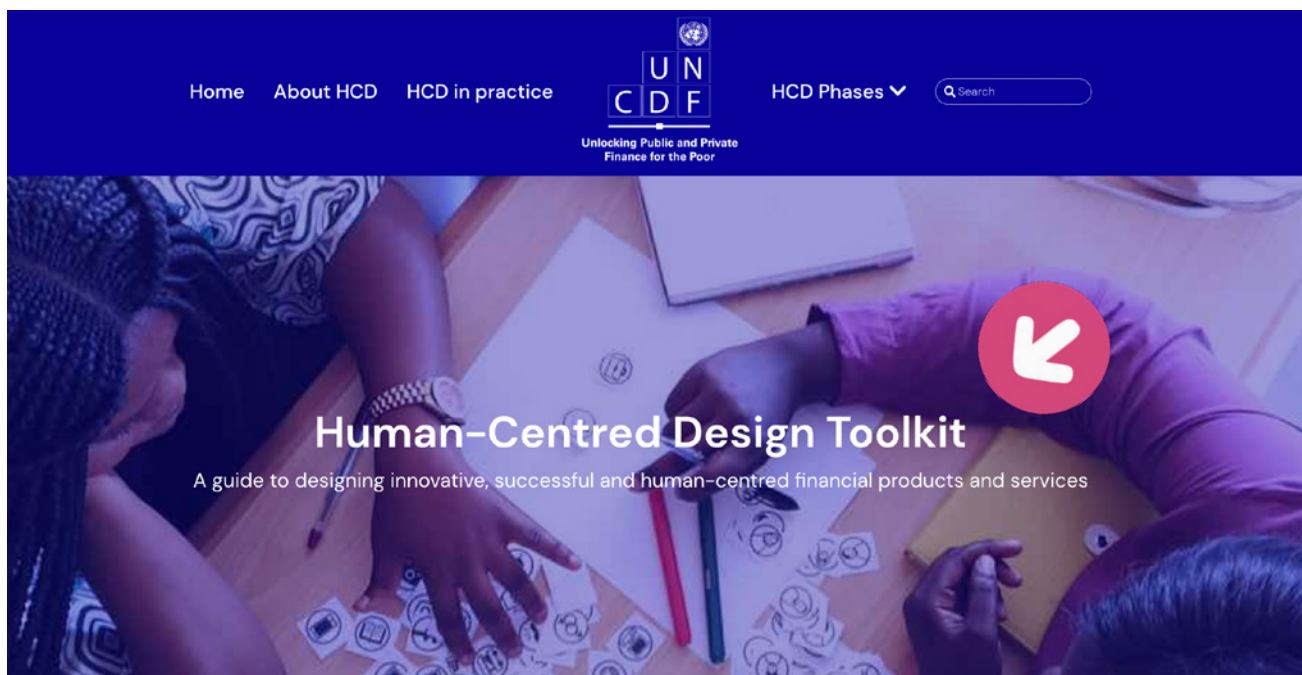 Home About HCD HCD in practice
U N
C D F
Unlocking Public and Private
Finance for the Poor
HCD Phases
Search
Human-Centred Design Toolkit
A guide to designing innovative, successful and human-centred financial products and services